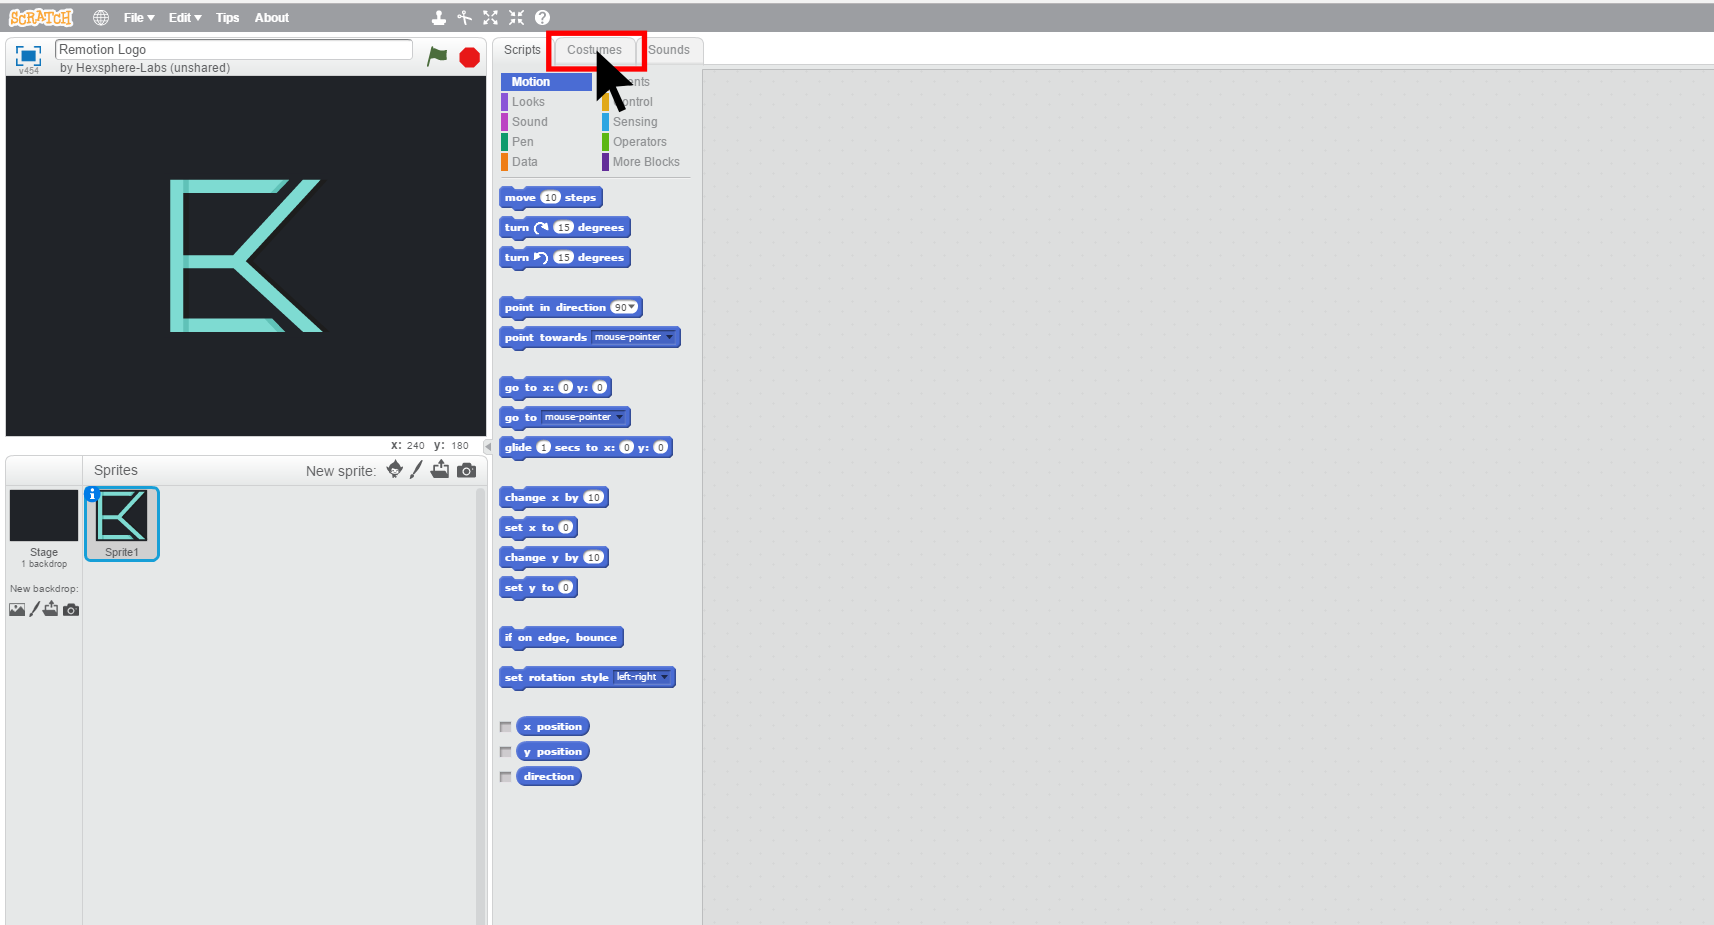 SCRATCH
File ▾ Edit ▾ Tips About
?
v454
Remotion Logo
by Hexsphere-Labs (unshared)
Scripts Costumes Sounds
Motion
Looks
Sound
Pen
Data
Sensing
Operators
More Blocks
move 10 steps
turn 15 degrees
turn 15 degrees
point in direction 90▾
point towards mouse-pointer
go to x: 0 y: 0
go to mouse-pointer
glide 1 secs to x: 0 y: 0
change x by 10
set x to 0
change y by 10
set y to 0
if on edge, bounce
set rotation style left-right
x position
y position
direction
x: 240 y: 180
Sprites New sprite:
i
Stage
1 backdrop
New backdrop:
Sprite1